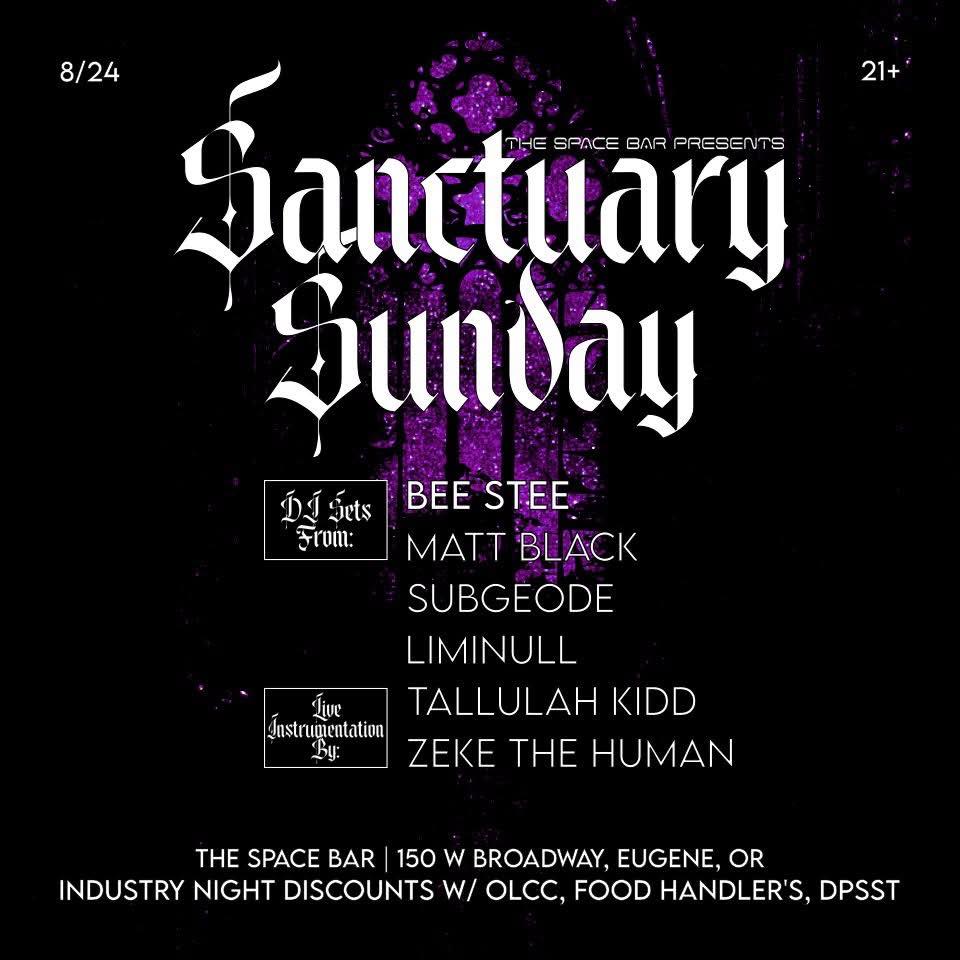 8/24
21+
THE SPACE BAR PRESENTS
Sanctuary
Sunday
DJ Sets
From:
BEE STEE
MATT BLACK
SUBGEODE
LIMINULL
Live
Instrumentation
By:
TALLULAH KIDD
ZEKE THE HUMAN
THE SPACE BAR | 150 W BROADWAY, EUGENE, OR
INDUSTRY NIGHT DISCOUNTS W/ OLCC, FOOD HANDLER'S, DPSST